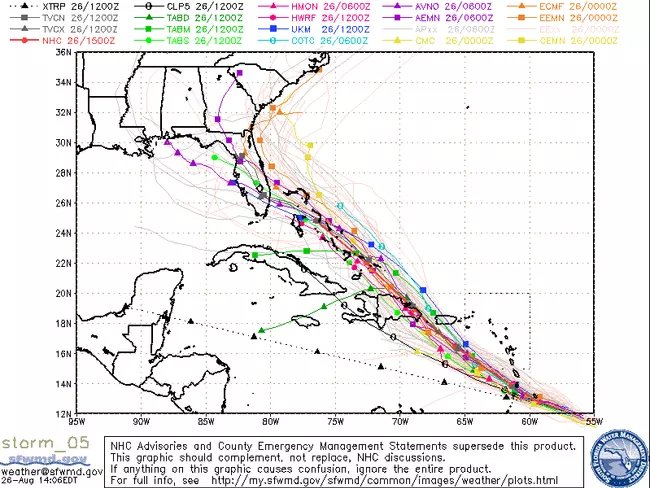 XTRP 26/1200Z CLP5 26/1200Z HMON 26/0600Z AVNO 26/0600Z ECMF 26/0000Z
TVCN 26/1200Z TABD 26/1200Z HWRF 26/1200Z AEMN 26/0600Z EEMN 26/0000Z
TVCX 26/1200Z TABM 26/1200Z UKM 26/1200Z APxx 26/0600Z EExx 26/0000Z
NHC 26/1500Z TABS 26/1200Z COTC 26/0600Z CMC 26/0000Z CEMN 26/0000Z
36N
34N
32N
30N
28N
26N
24N
22N
20N
18N
16N
14N
12N
95W 90W 85W 80W 75W 70W 65W 60W 55W
storm_05
sfwmd.gov
weather@sfwmd.gov
26-Aug 14:06EDT
NHC Advisories and County Emergency Management Statements supersede this product.
This graphic should complement, not replace, NHC discussions.
If anything on this graphic causes confusion, ignore the entire product.
For full info, see http://my.sfwmd.gov/sfwmd/common/images/weather/plots.html